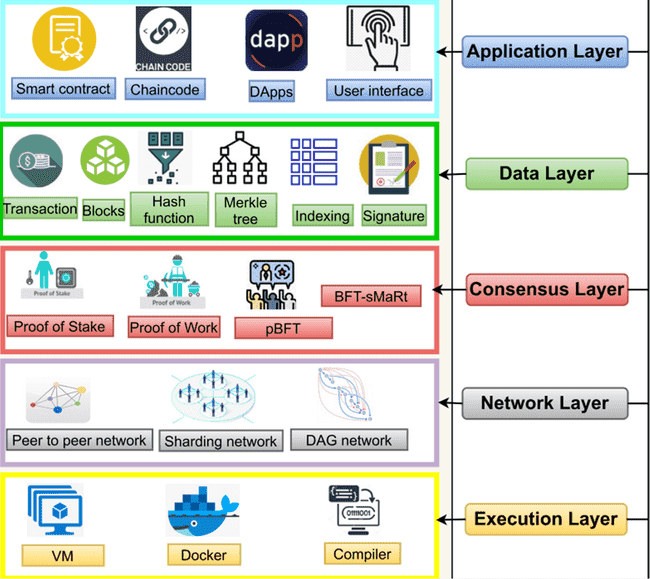 dapp
CHAIN CODE
Smart contract
Chaincode
DApps
User interface
Application Layer
Transaction
Blocks
Hash
function
Merkle
tree
Indexing
Signature
Data Layer
Proof of Stake
Proof of Work
BFT-sMaRt
Proof of Stake
Proof of Work
pBFT
Consensus Layer
Peer to peer network
Sharding network
DAG network
Network Layer
011001
VM
Docker
Compiler
Execution Layer